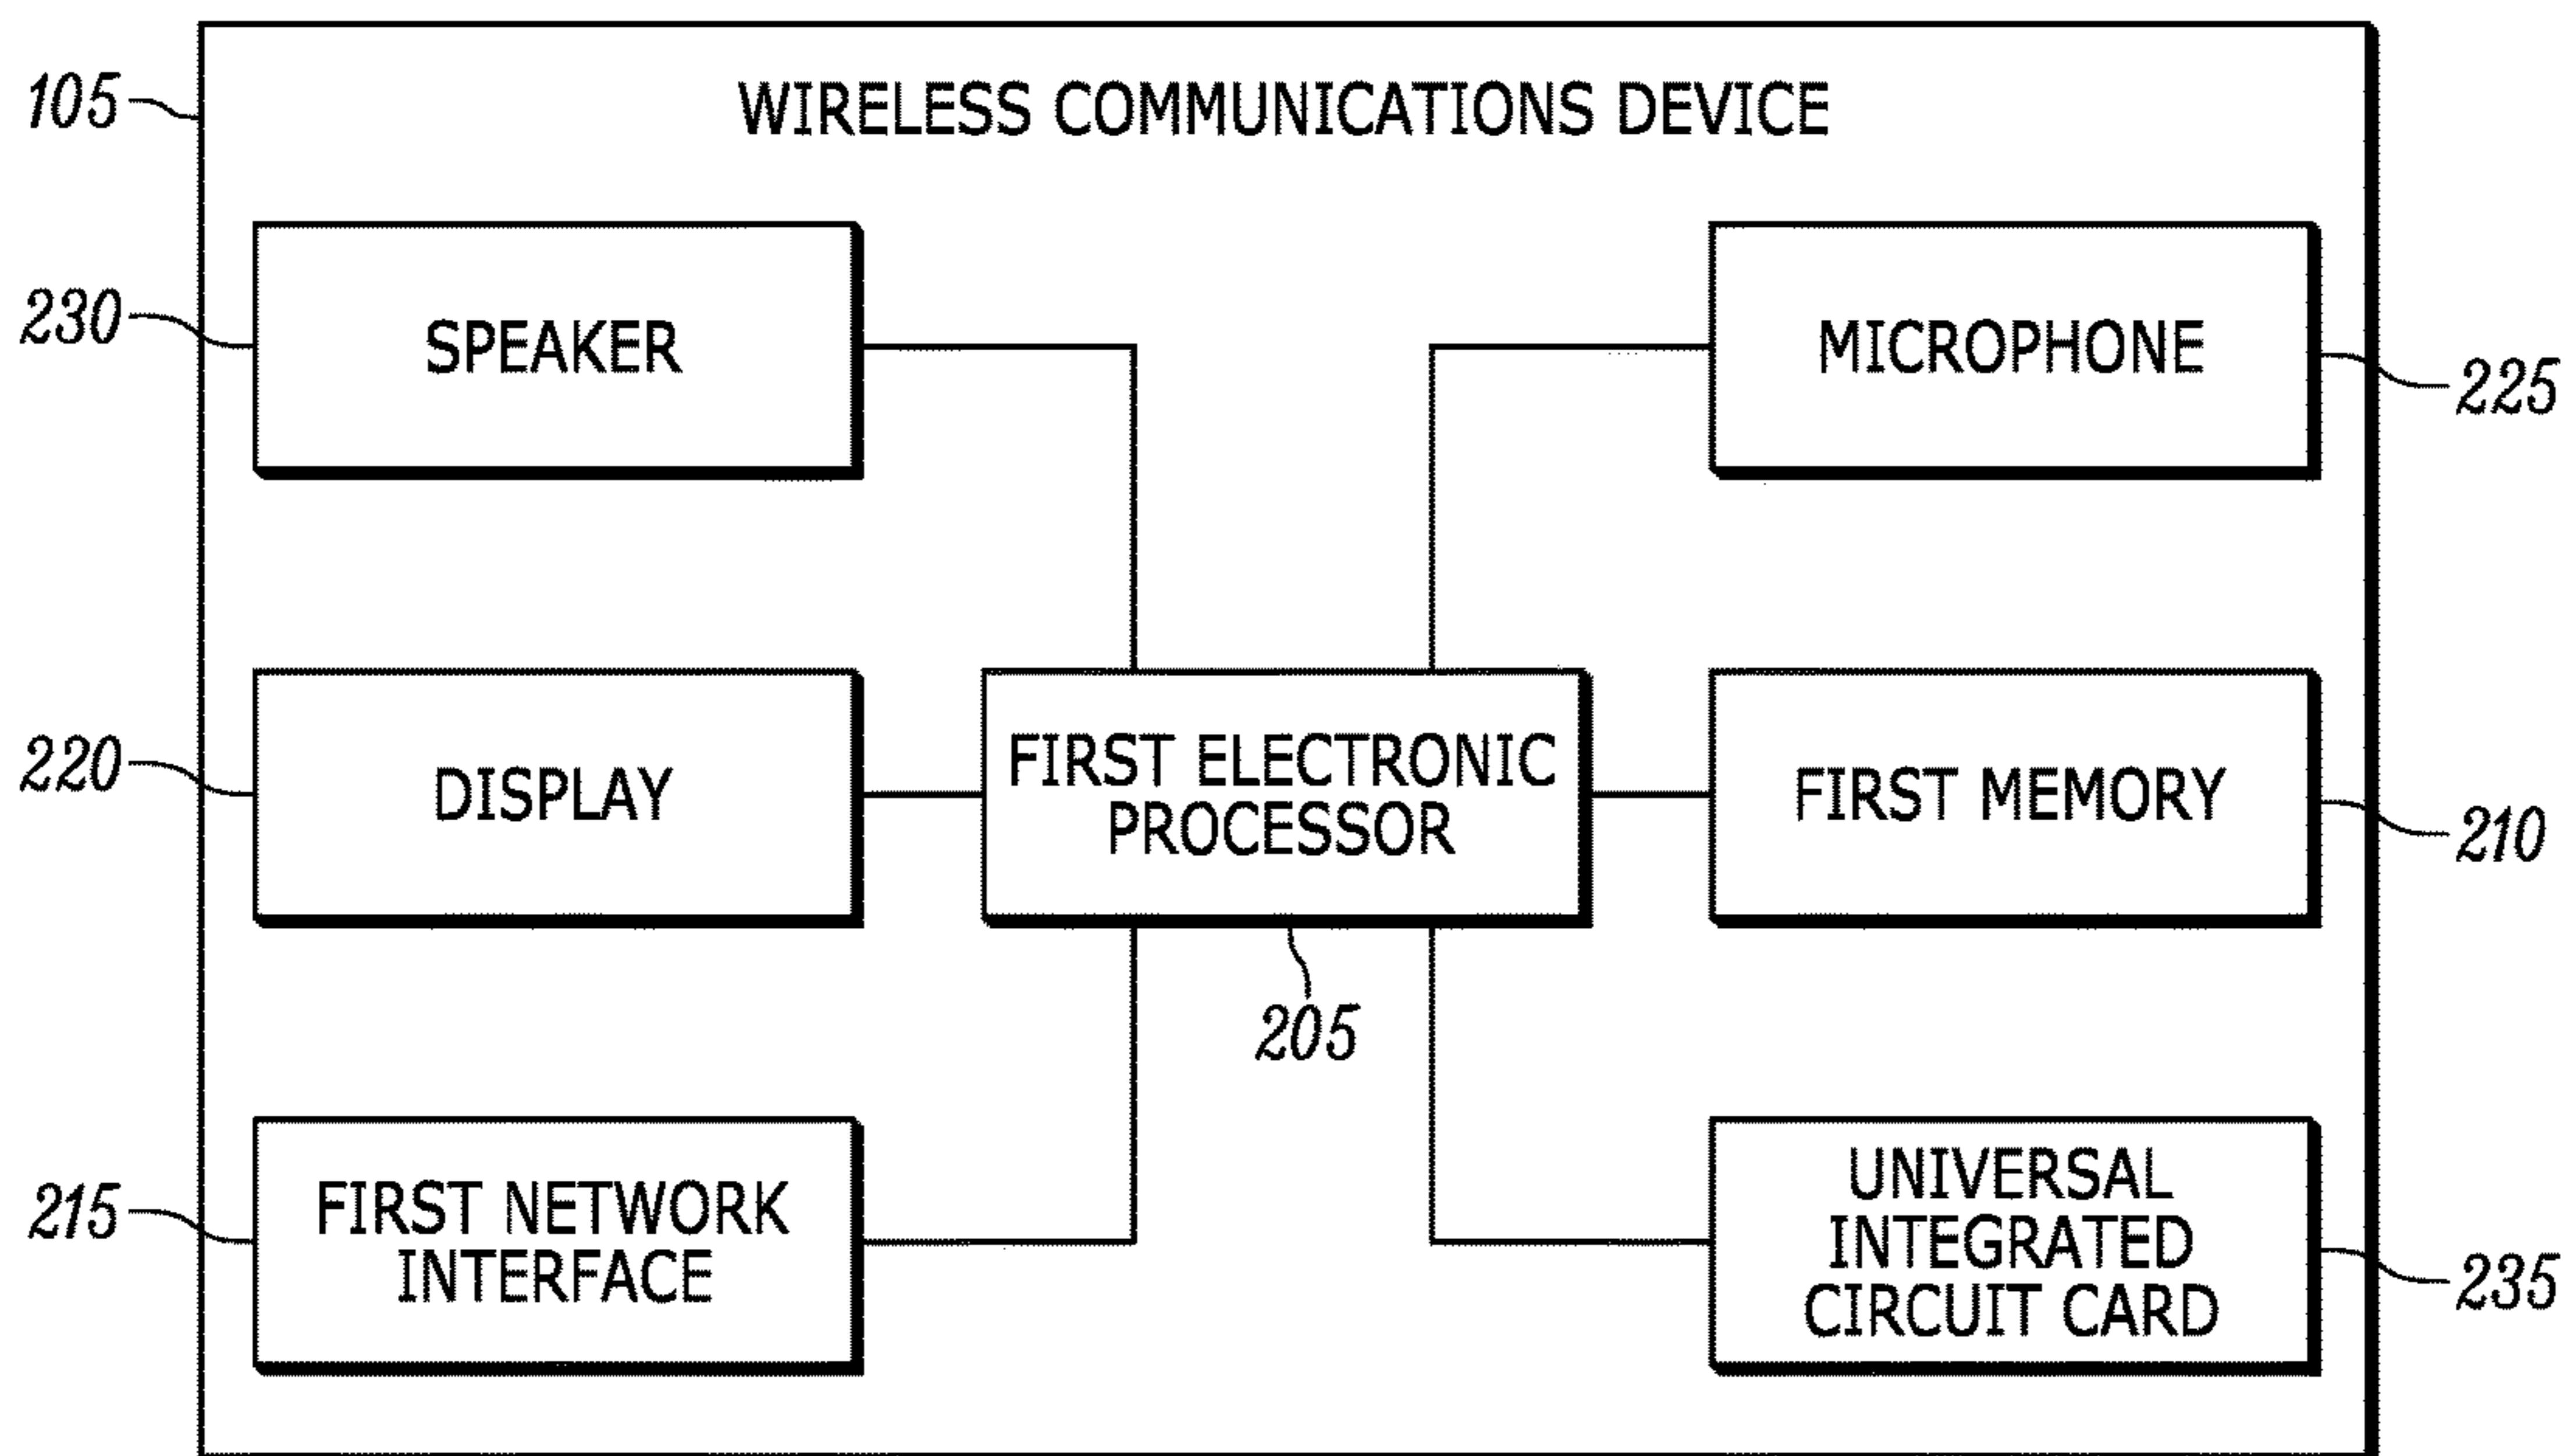 105
WIRELESS COMMUNICATIONS DEVICE
230
SPEAKER
MICROPHONE
225
220
DISPLAY
FIRST ELECTRONIC
PROCESSOR
205
FIRST MEMORY
210
215
FIRST NETWORK
INTERFACE
UNIVERSAL
INTEGRATED
CIRCUIT CARD
235